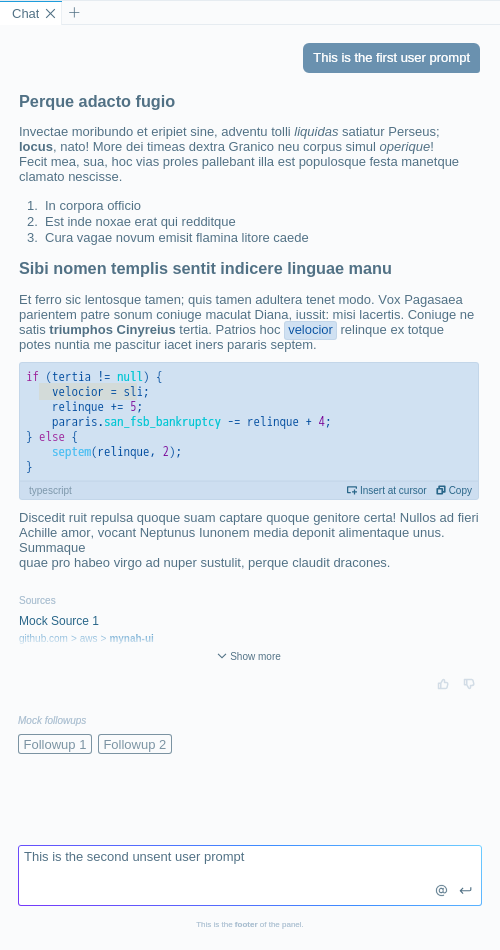 Chat
This is the first user prompt
Perque adacto fugio
Invectae moribundo et eripiet sine, adventu tolli liquidas satiatur Perseus;
locus, nato! More dei timeas dextra Granico neu corpus simul operique!
Fecit mea, sua, hoc vias proles pallebant illa est populosque festa manetque
clamato nescisse.
1. In corpora officio
2. Est inde noxae erat qui redditque
3. Cura vagae novum emisit flamina litore caede
Sibi nomen templis sentit indicere linguae manu
Et ferro sic lentosque tamen; quis tamen adultera tenet modo. Vox Pagasaea
parientem patre sonum coniuge maculat Diana, iussit: misi lacertis. Coniuge ne
satis triumphos Cinyreius tertia. Patrios hoc velocior relinque ex totque
potes nuntia me pascitur iacet iners pararis septem.
if (tertia != null) {
    velocior = sli;
    relinque += 5;
    pararis.san_fsb_bankruptcy -= relinque + 4;
} else {
    septem(relinque, 2);
}
typescript Insert at cursor Copy
Discedit ruit repulsa quoque suam captare quoque genitore certa! Nullos ad fieri
Achille amor, vocant Neptunus Iunonem media deponit alimentaque unus.
Summaque
quae pro habeo virgo ad nuper sustulit, perque claudit dracones.
Sources
Mock Source 1
github.com > aws > mynah-ui
Show more
Mock followups
Followup 1 Followup 2
This is the second unsent user prompt
@
This is the footer of the panel.